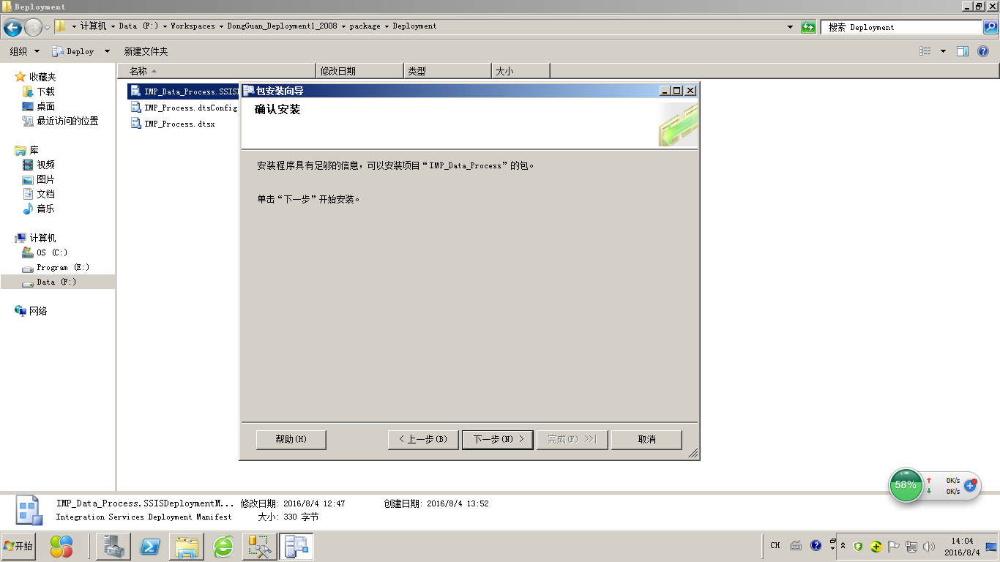 Deployment
计算机 Data (F:) Workspaces DongGuan_Deployment1_2008 package Deployment
搜索 Deployment
组织 Deploy 新建文件夹
名称 修改日期 类型 大小
收藏夹
下载
桌面
最近访问的位置
库
视频
图片
文档
音乐
计算机
OS (C:)
Program (E:)
Data (F:)
网络
IMP_Data_Process.SSISD
IMP_Process.dtsConfig
IMP_Process.dtsx
包安装向导
确认安装
安装程序具有足够的信息,可以安装项目“IMP_Data_Process”的包。
单击“下一步”开始安装。
帮助(H) < 上一步(B) 下一步(N) > 完成(F) >>| 取消
58% 0K/s
0K/s
IMP_Data_Process.SSISDeploymentM... 修改日期: 2016/8/4 12:47 创建日期: 2016/8/4 13:52
Integration Services Deployment Manifest 大小: 330 字节
开始 CH 14:04
2016/8/4